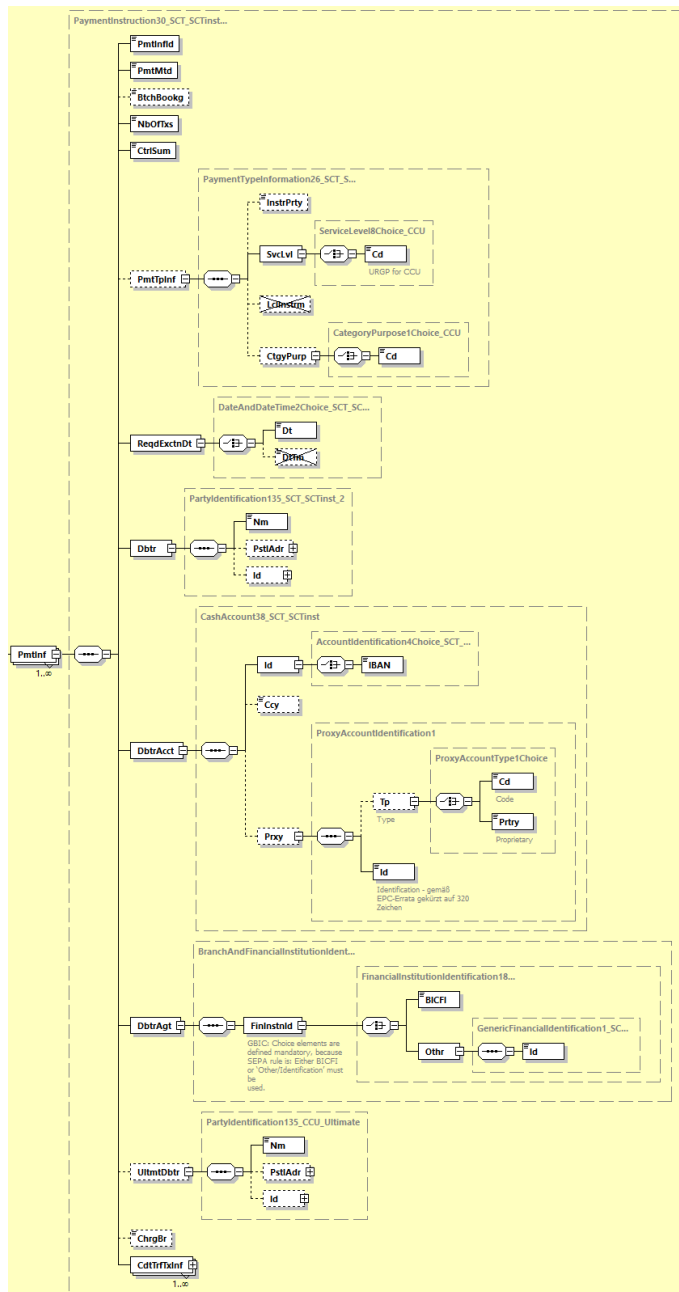 PaymentInstruction30_SCT_SCTinst...
PmtInfId
PmtMtd
BtchBookg
NbOfTxs
CtrlSum
PaymentTypeInformation26_SCT_S...
InstrPrty
ServiceLevel8Choice_CCU
PmtTpInf
SvcLvl
Cd
URGP for CCU
LclInstrm
CategoryPurpose1Choice_CCU
CtgyPurp
Cd
DateAndDateTime2Choice_SCT_SC...
ReqdExctnDt
Dt
DtTm
PartyIdentification135_SCT_SCTinst_2
Dbtr
Nm
PstlAdr
Id
CashAccount38_SCT_SCTinst
PmtInf
1..∞
AccountIdentification4Choice_SCT_...
Id
IBAN
Ccy
DbtrAcct
ProxyAccountIdentification1
ProxyAccountType1Choice
Tp
Type
Cd
Code
Prtry
Proprietary
Prxy
Id
Identification - gemäß
EPC-Errata gekürzt auf 320
Zeichen
BranchAndFinancialInstitutionIdent...
FinancialInstitutionIdentification18...
DbtrAgt
FinInstnId
GBIC: Choice elements are
defined mandatory, because
SEPA rule is: Either BICFI
or 'Other/Identification' must
be
used.
BICFI
GenericFinancialIdentification1_SC...
Othr
Id
PartyIdentification135_CCU_Ultimate
UltmtDbtr
Nm
PstlAdr
Id
ChrgBr
CdtTrfTxInf
1..∞